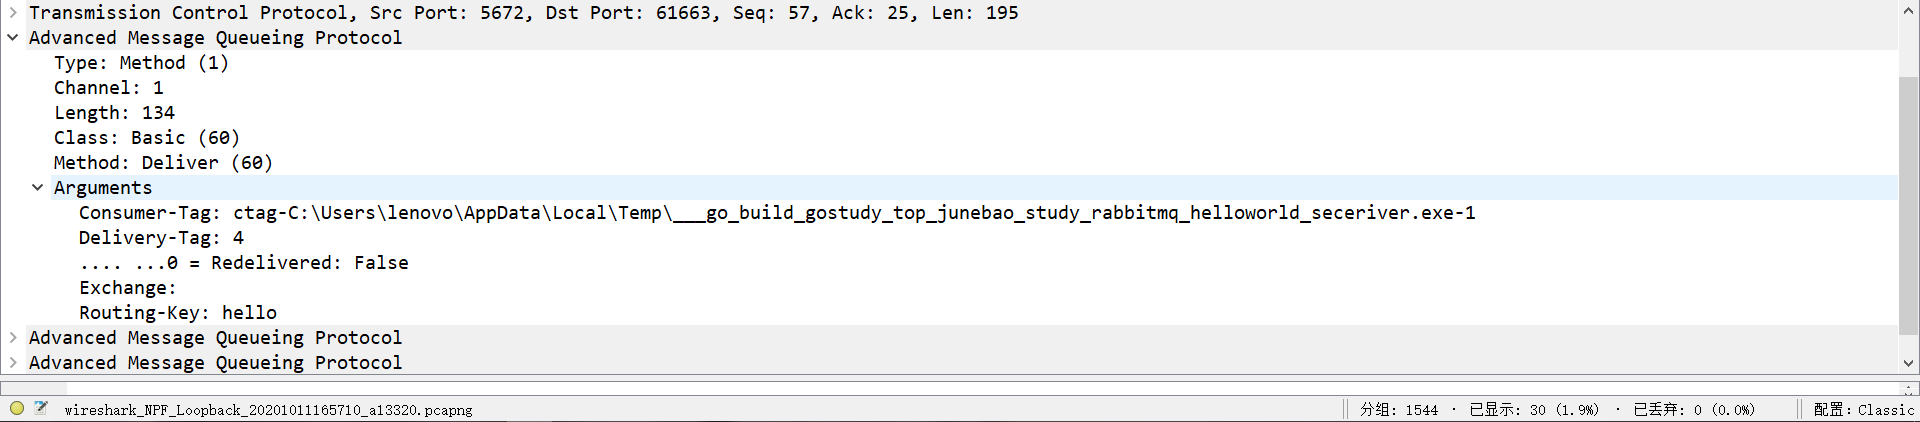 Transmission Control Protocol, Src Port: 5672, Dst Port: 61663, Seq: 57, Ack: 25, Len: 195
Advanced Message Queueing Protocol
Type: Method (1)
Channel: 1
Length: 134
Class: Basic (60)
Method: Deliver (60)
Arguments
Consumer-Tag: ctag-C:\Users\lenovo\AppData\Local\Temp\___go_build_gostudy_top_junebao_study_rabbitmq_helloworld_seceriver.exe-1
Delivery-Tag: 4
.... ...0 = Redelivered: False
Exchange:
Routing-Key: hello
Advanced Message Queueing Protocol
Advanced Message Queueing Protocol
wireshark_NPF_Loopback_20201011165710_a13320.pcapng 分组: 1544 · 已显示: 30 (1.9%) · 已丢弃: 0 (0.0%) 配置: Classic